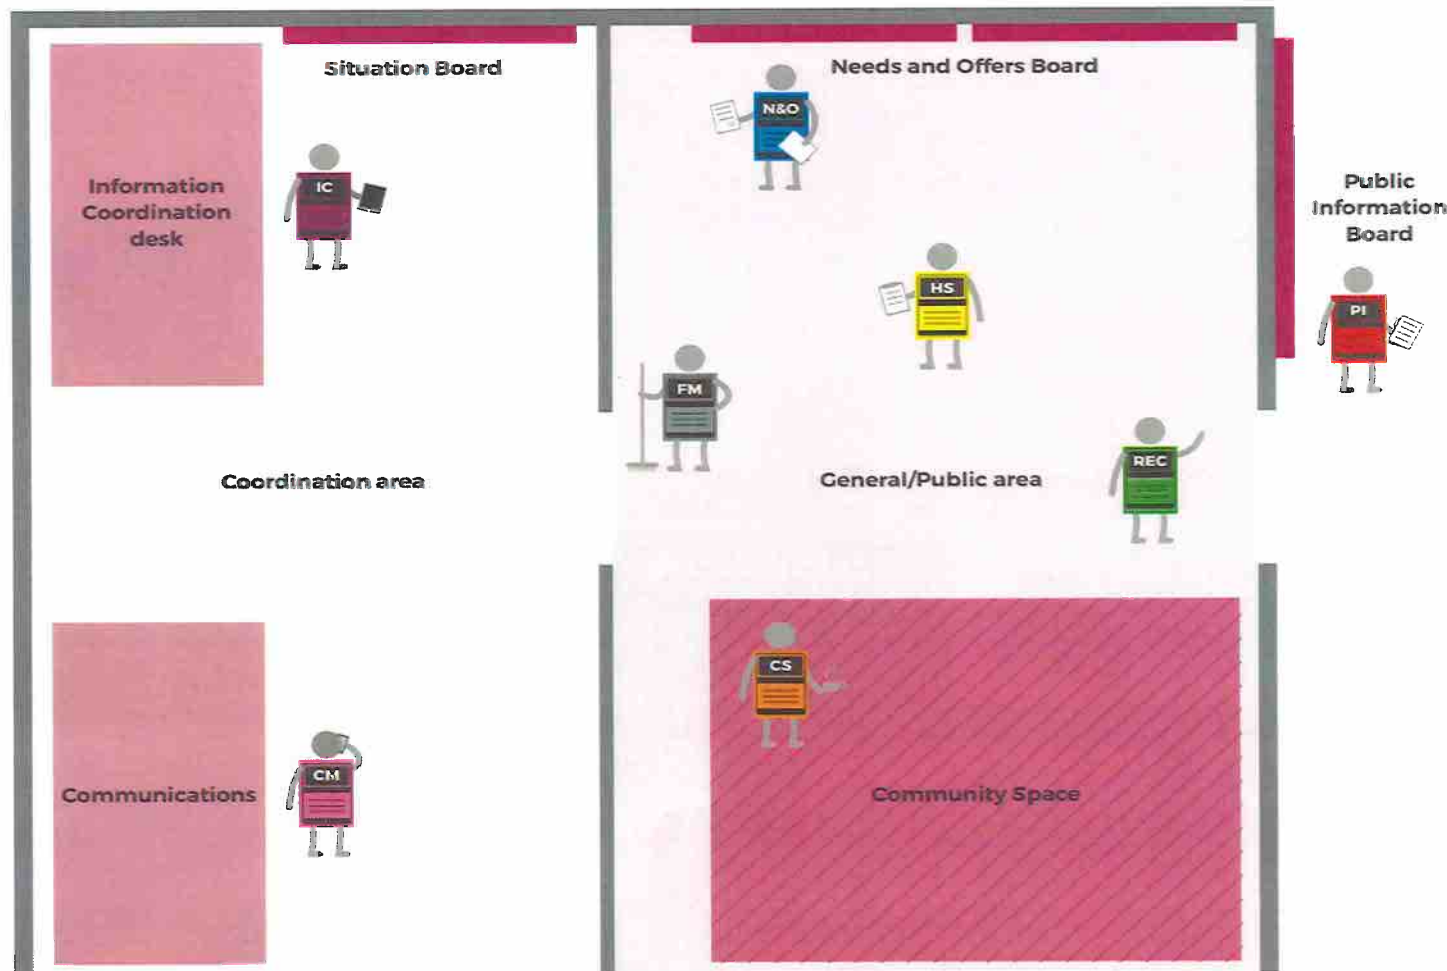 Situation Board
Needs and Offers Board
N&O
Information
Coordination
desk
IC
Public
Information
Board
HS
PI
FM
REC
Coordination area
General/Public area
CS
CM
Communications
Community Space